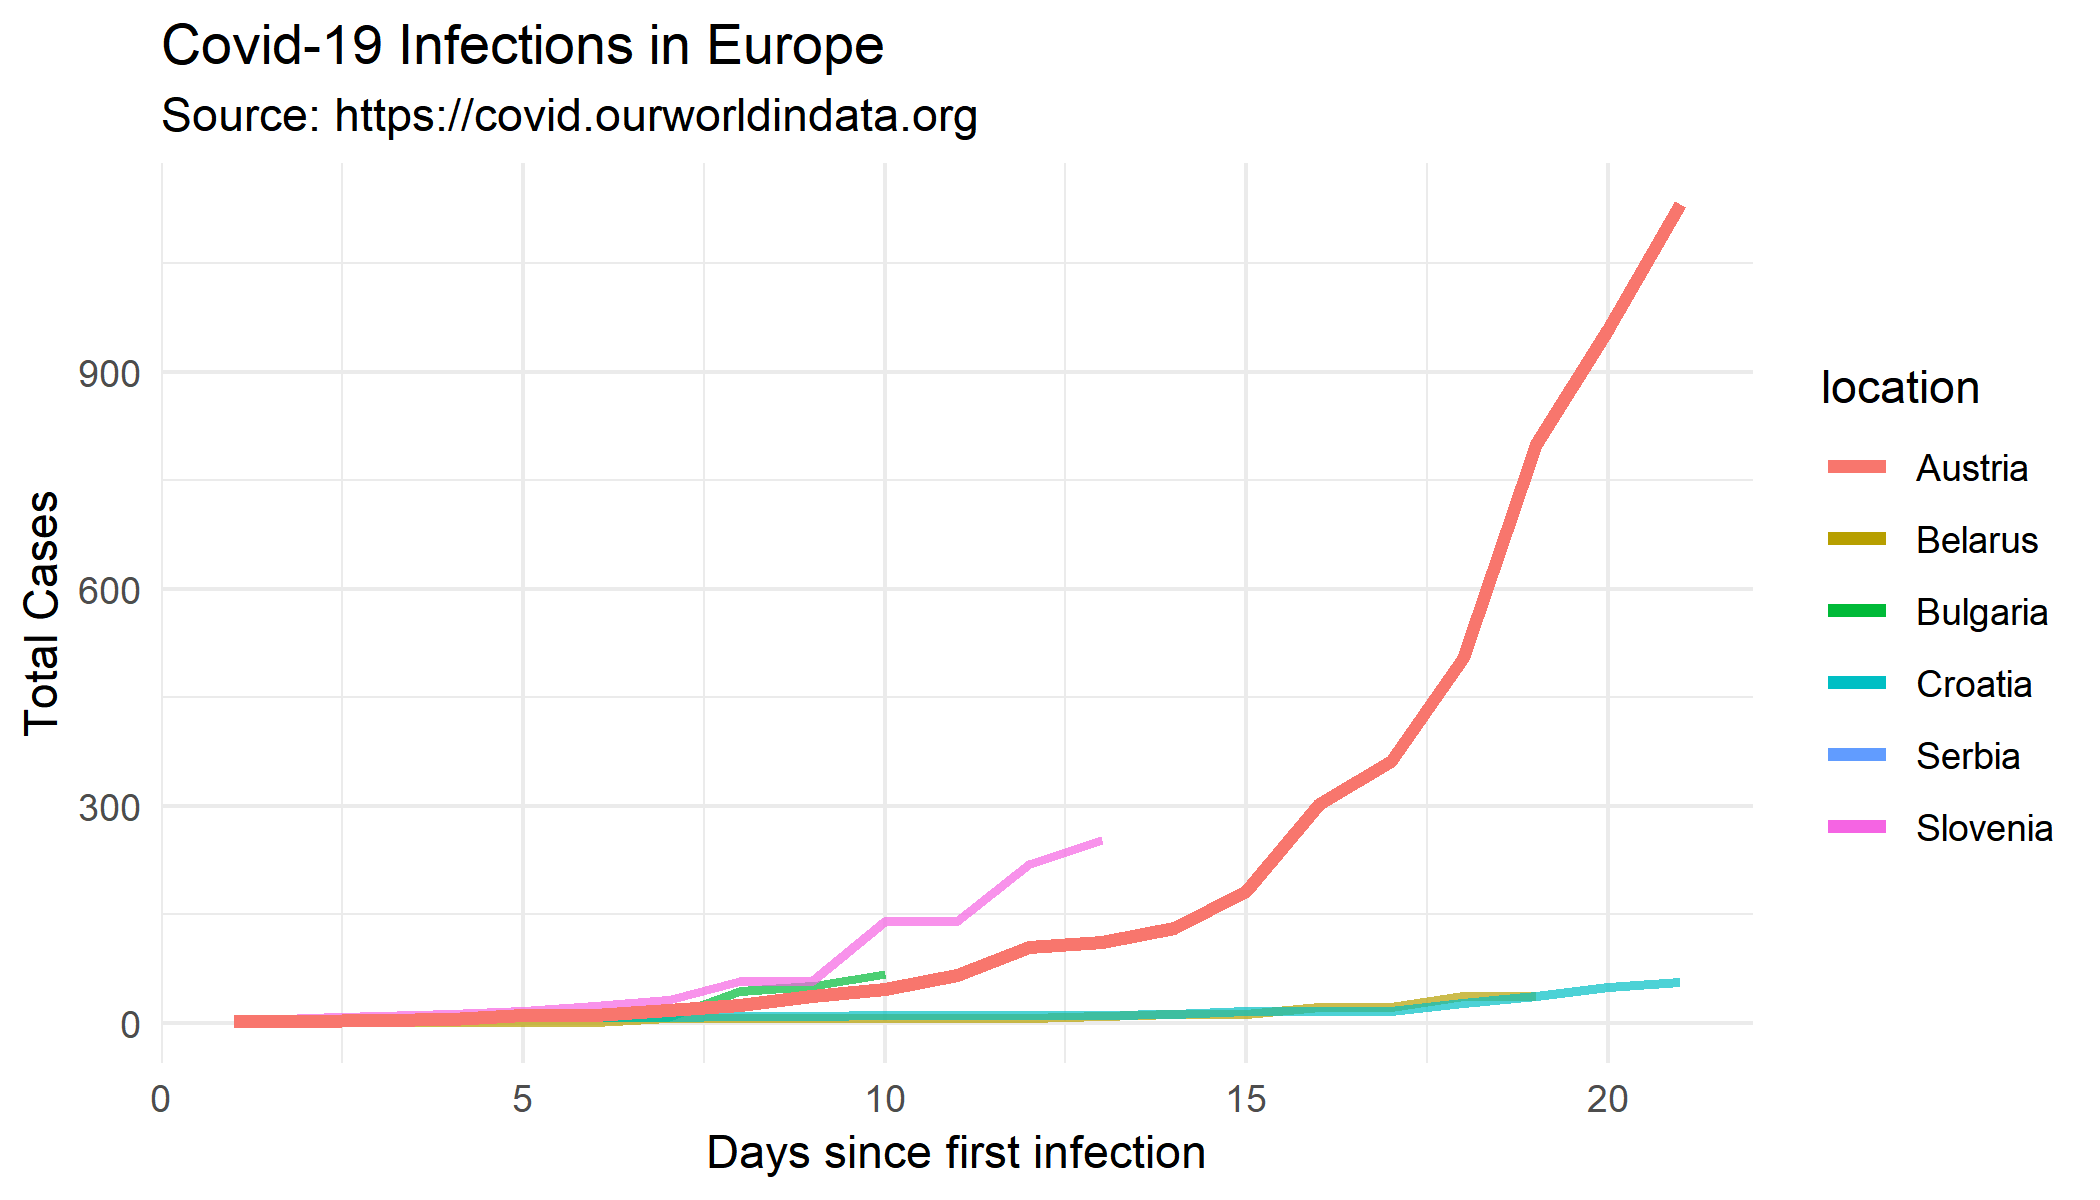 Covid-19 Infections in Europe
Source: https://covid.ourworldindata.org
Total Cases
900
600
300
0
0 5 10 15 20
Days since first infection
location
Austria
Belarus
Bulgaria
Croatia
Serbia
Slovenia